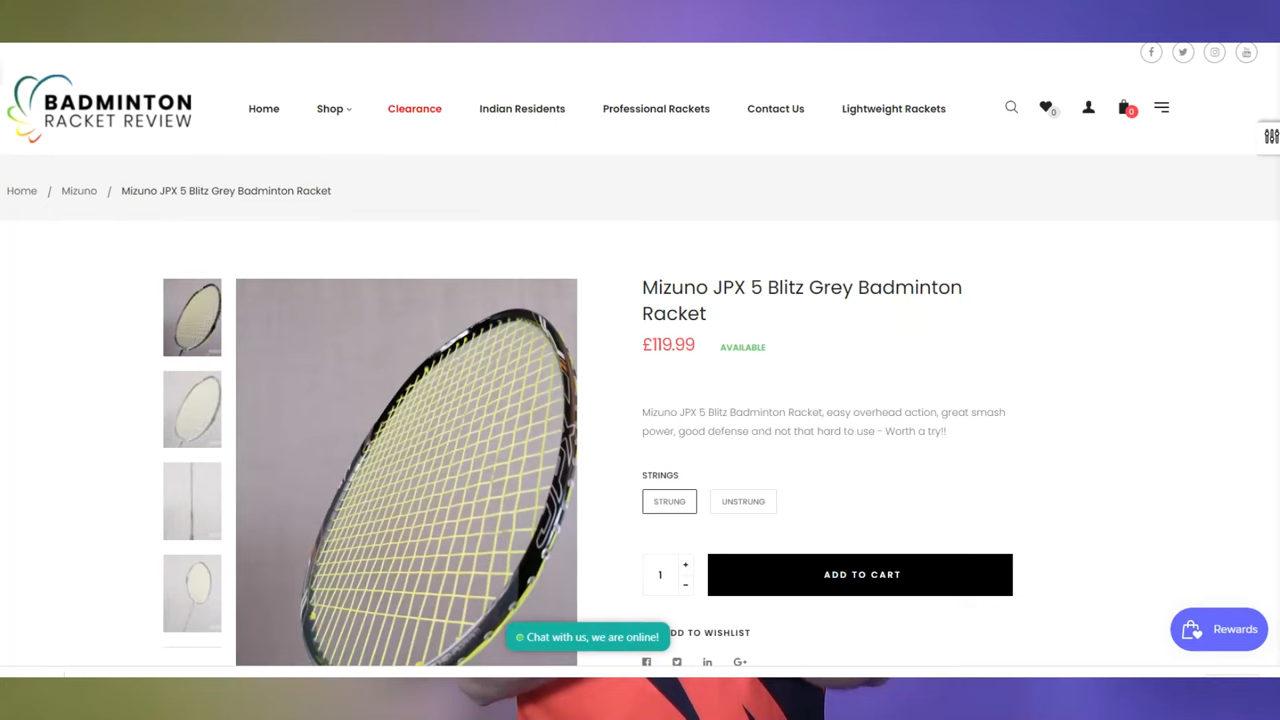 BADMINTON
RACKET REVIEW
Home
Shop
Clearance
Indian Residents
Professional Rackets
Contact Us
Lightweight Rackets
0
0
Home / Mizuno / Mizuno JPX 5 Blitz Grey Badminton Racket
Mizuno JPX 5 Blitz Grey Badminton
Racket
£119.99
AVAILABLE
Mizuno JPX 5 Blitz Badminton Racket, easy overhead action, great smash
power, good defense and not that hard to use - Worth a try!!
STRINGS
STRUNG
UNSTRUNG
1
+
-
ADD TO CART
Chat with us, we are online!
DD TO WISHLIST
Rewards